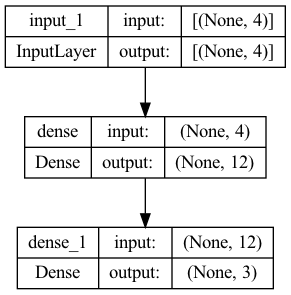 input_1 input: [(None, 4)]
InputLayer output: [(None, 4)]
dense input: (None, 4)
Dense output: (None, 12)
dense_1 input: (None, 12)
Dense output: (None, 3)